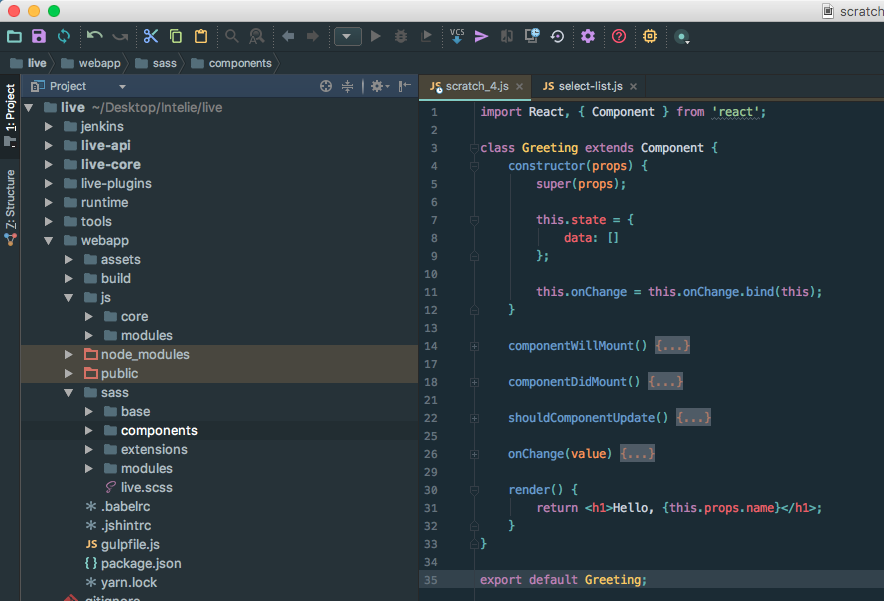 scratch
VCS
live webapp sass components
1: Project
Z: Structure
Project
live ~/Desktop/Intelie/live
jenkins
live-api
live-core
live-plugins
runtime
tools
webapp
assets
build
js
core
modules
node_modules
public
sass
base
components
extensions
modules
live.scss
.babelrc
.jshintrc
JS gulpfile.js
{} package.json
yarn.lock
.gitignore
JS scratch_4.js × JS select-list.js ×
1 import React, { Component } from 'react';
2
3 class Greeting extends Component {
4 constructor(props) {
5 super(props);
6
7 this.state = {
8 data: []
9 };
10
11 this.onChange = this.onChange.bind(this);
12 }
13
14 componentWillMount() {...}
17
18 componentDidMount() {...}
21
22 shouldComponentUpdate() {...}
25
26 onChange(value) {...}
29
30 render() {
31 return <h1>Hello, {this.props.name}</h1>;
32 }
33 }
34
35 export default Greeting;